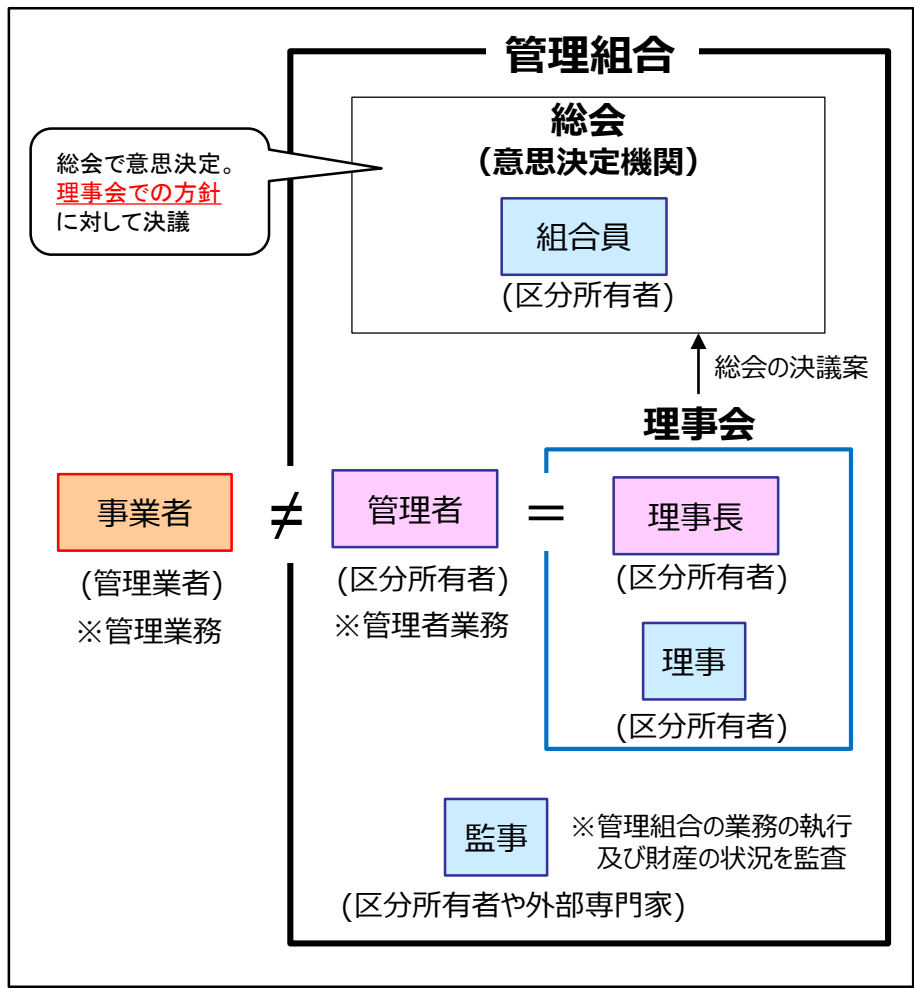 管理組合
総会
（意思決定機関）
総会で意思決定。
理事会での方針
に対して決議
組合員
(区分所有者)
総会の決議案
理事会
事業者
≠
管理者
＝
理事長
(管理業者)
※管理業務
(区分所有者)
※管理者業務
(区分所有者)
理事
(区分所有者)
監事
※管理組合の業務の執行
及び財産の状況を監査
(区分所有者や外部専門家)